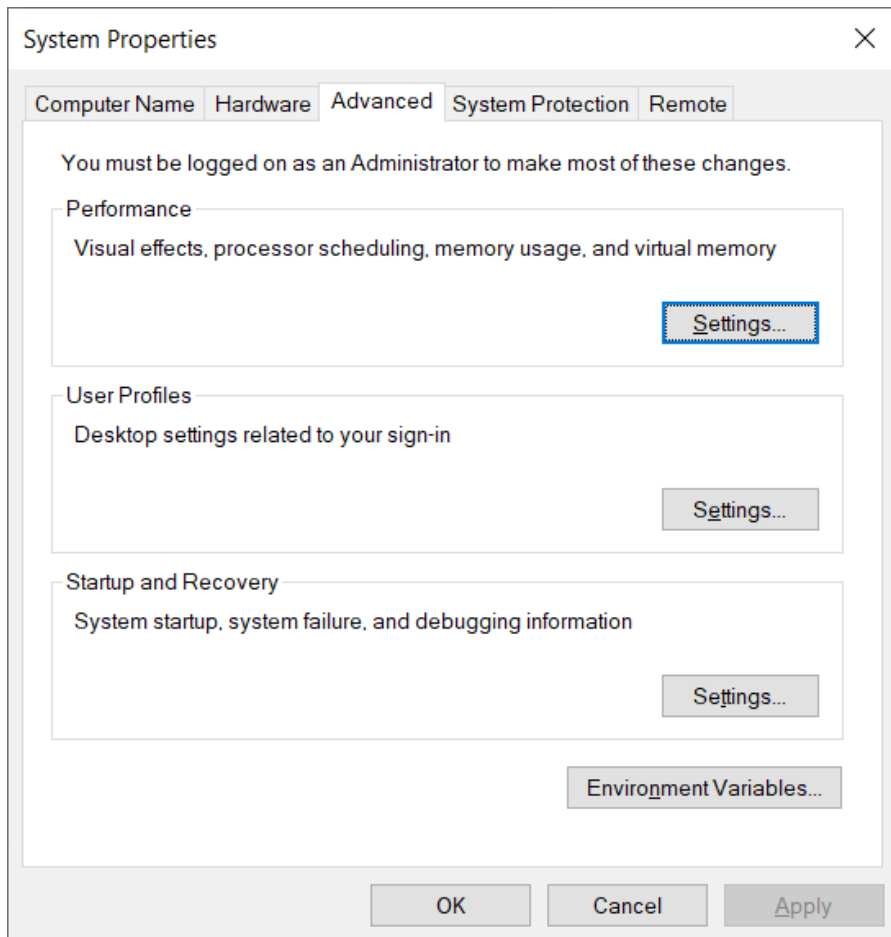 System Properties
Computer Name Hardware Advanced System Protection Remote
You must be logged on as an Administrator to make most of these changes.
Performance
Visual effects, processor scheduling, memory usage, and virtual memory
Settings...
User Profiles
Desktop settings related to your sign-in
Settings...
Startup and Recovery
System startup, system failure, and debugging information
Settings...
Environment Variables...
OK Cancel Apply